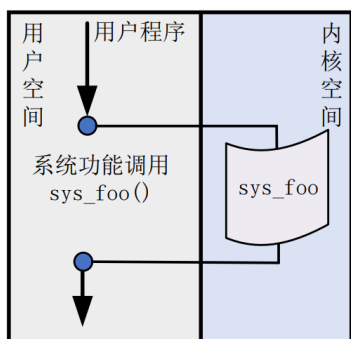 用户空间
用户程序
内核空间
系统功能调用
sys_foo()
sys_foo